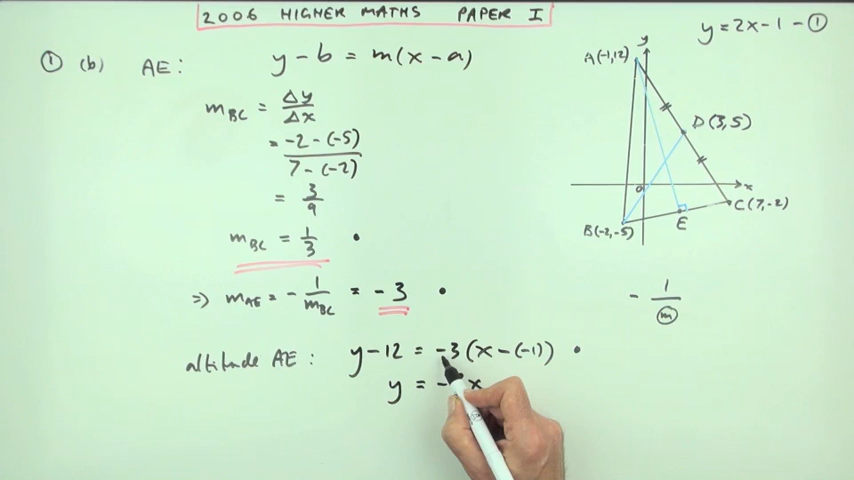 2006 HIGHER MATHS PAPER I
y = 2x - 1 - ①
① (b) AE: y - b = m(x - a)
m_BC = Δy/Δx
= -2 - (-5) / 7 - (-2)
= 3/9
m_BC = 1/3 •
⇒ m_AE = - 1/m_BC = - 3 •
altitude AE: y - 12 = -3(x - (-1)) •
y = - x
y
A(-1,12)
D(3,5)
O
x
C(7,-2)
B(-2,-5)
E
- 1/m